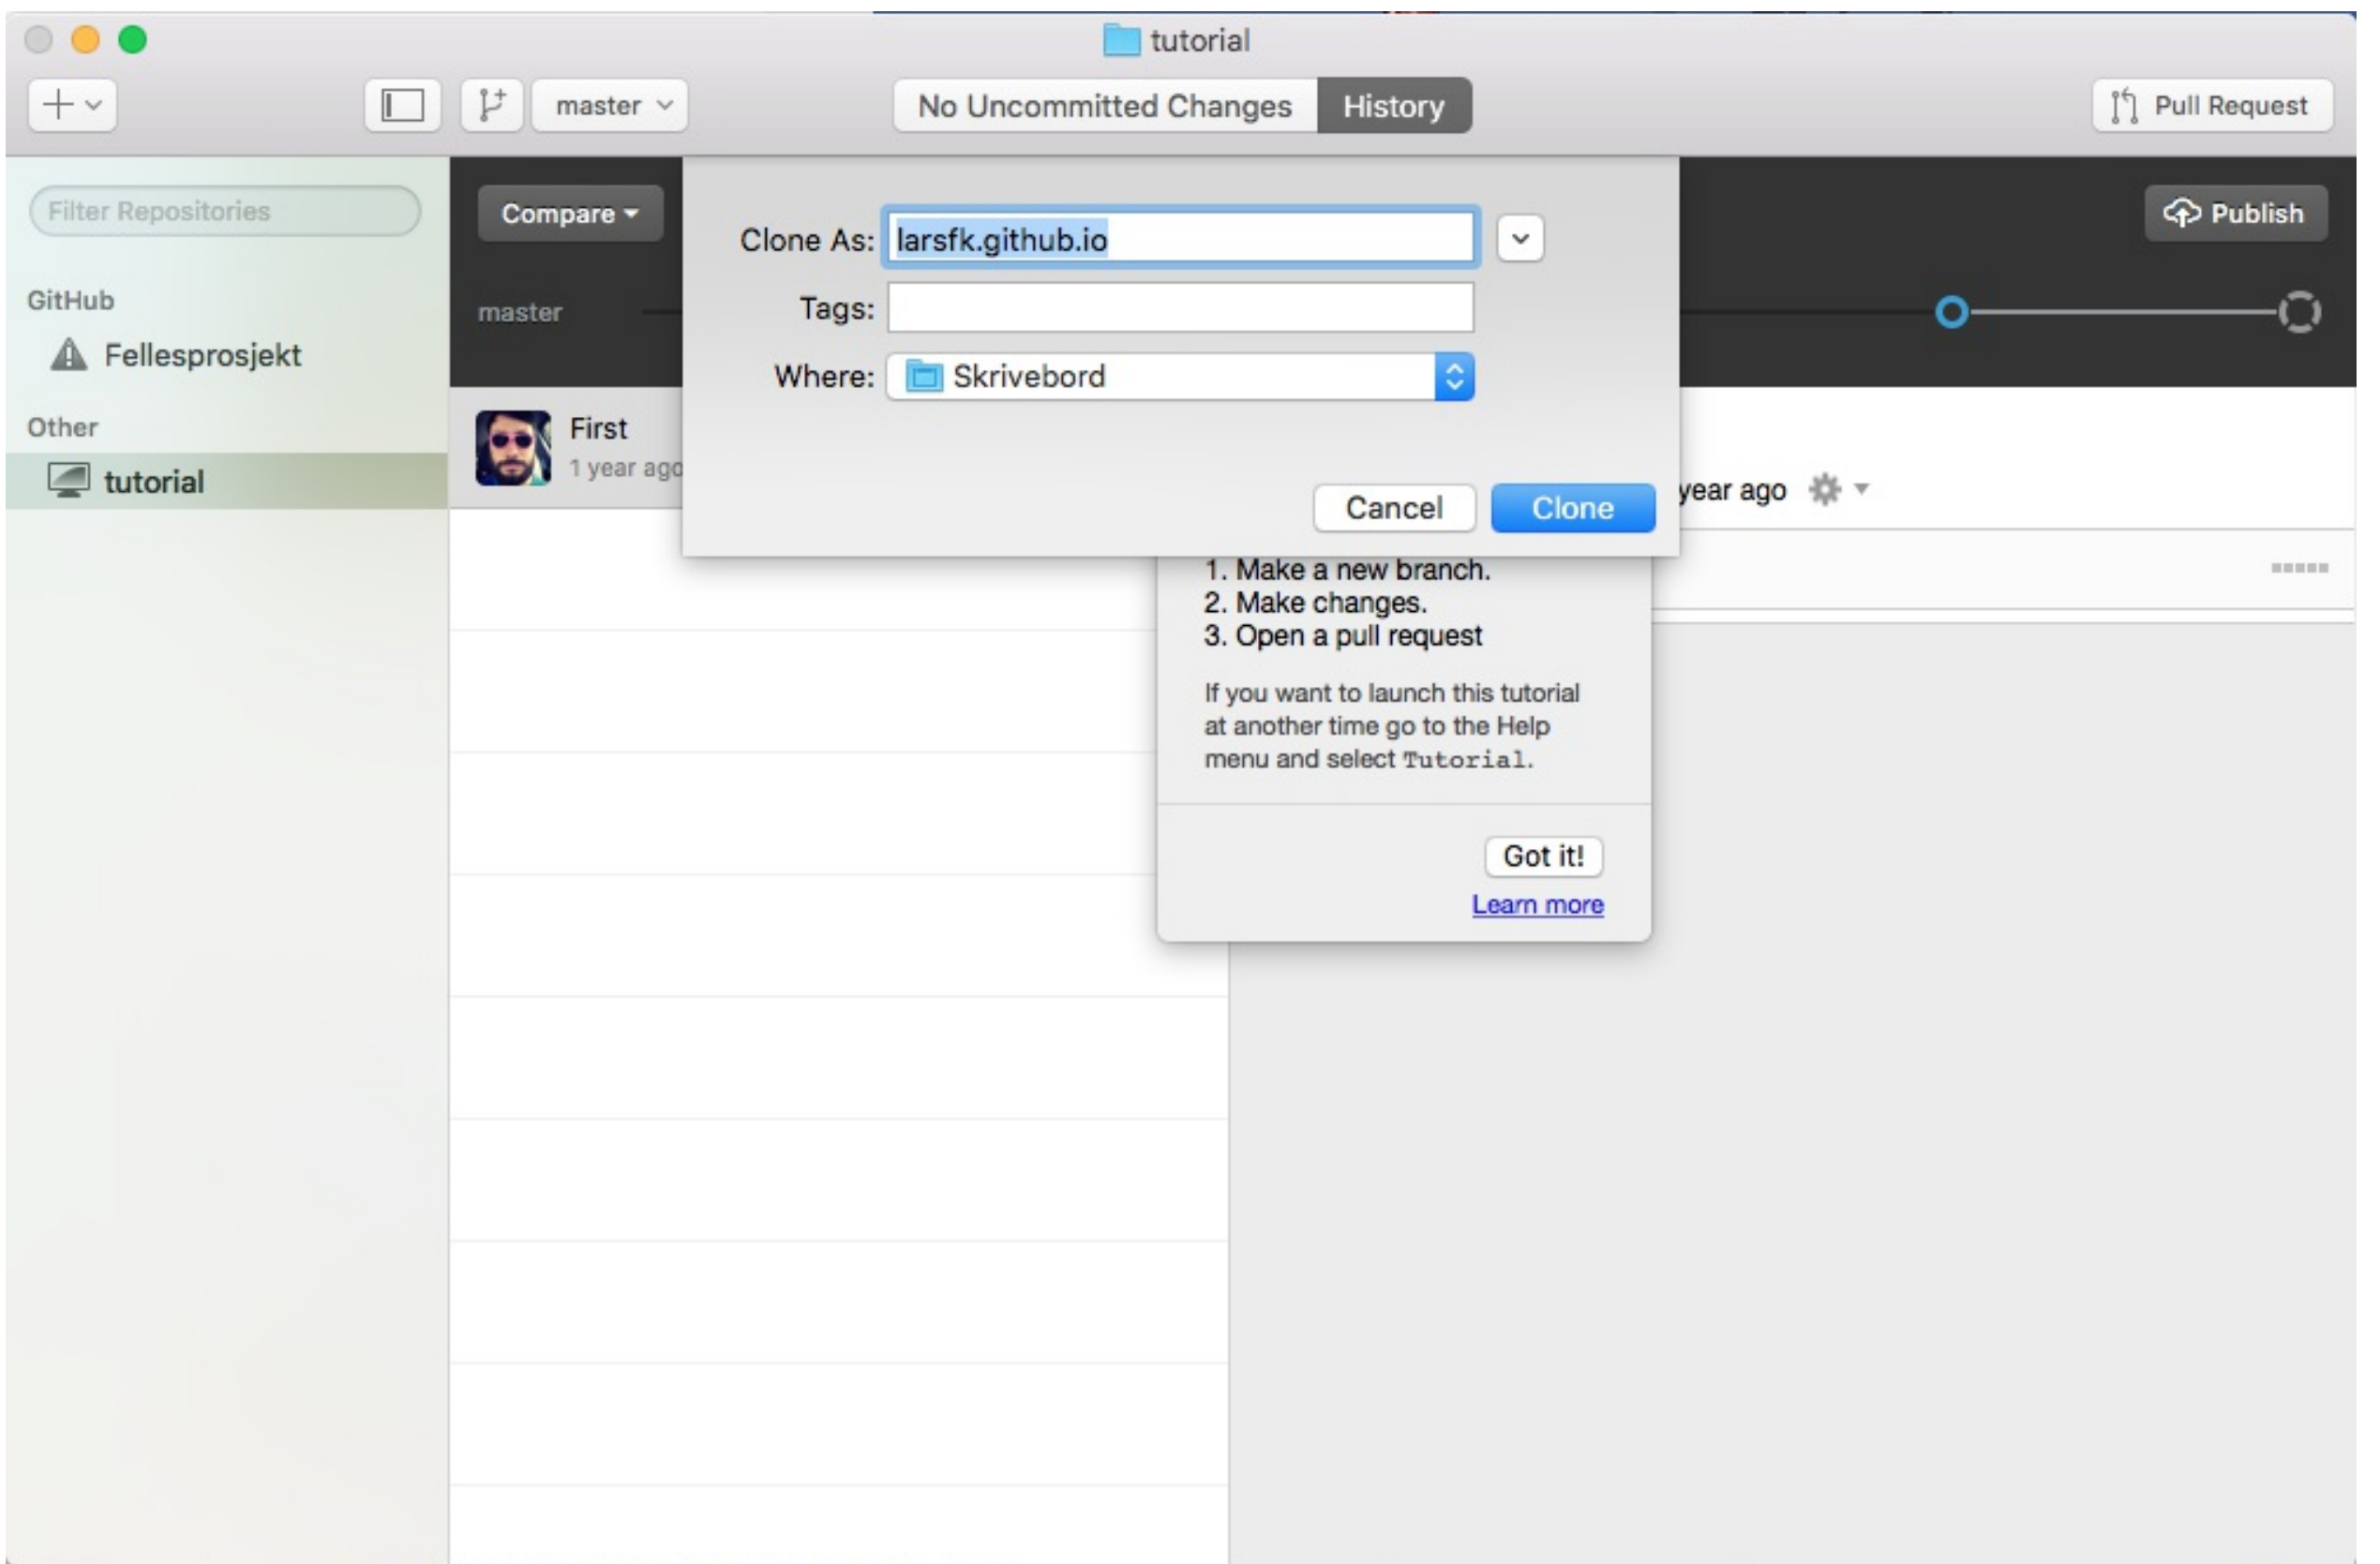 tutorial
master
No Uncommitted Changes
History
Pull Request
Filter Repositories
GitHub
Fellesprosjekt
Other
tutorial
Compare
Publish
master
Clone As: larsfk.github.io
Tags:
Where: Skrivebord
Cancel
Clone
First
1 year ago
year ago
1. Make a new branch.
2. Make changes.
3. Open a pull request
If you want to launch this tutorial
at another time go to the Help
menu and select Tutorial.
Got it!
Learn more